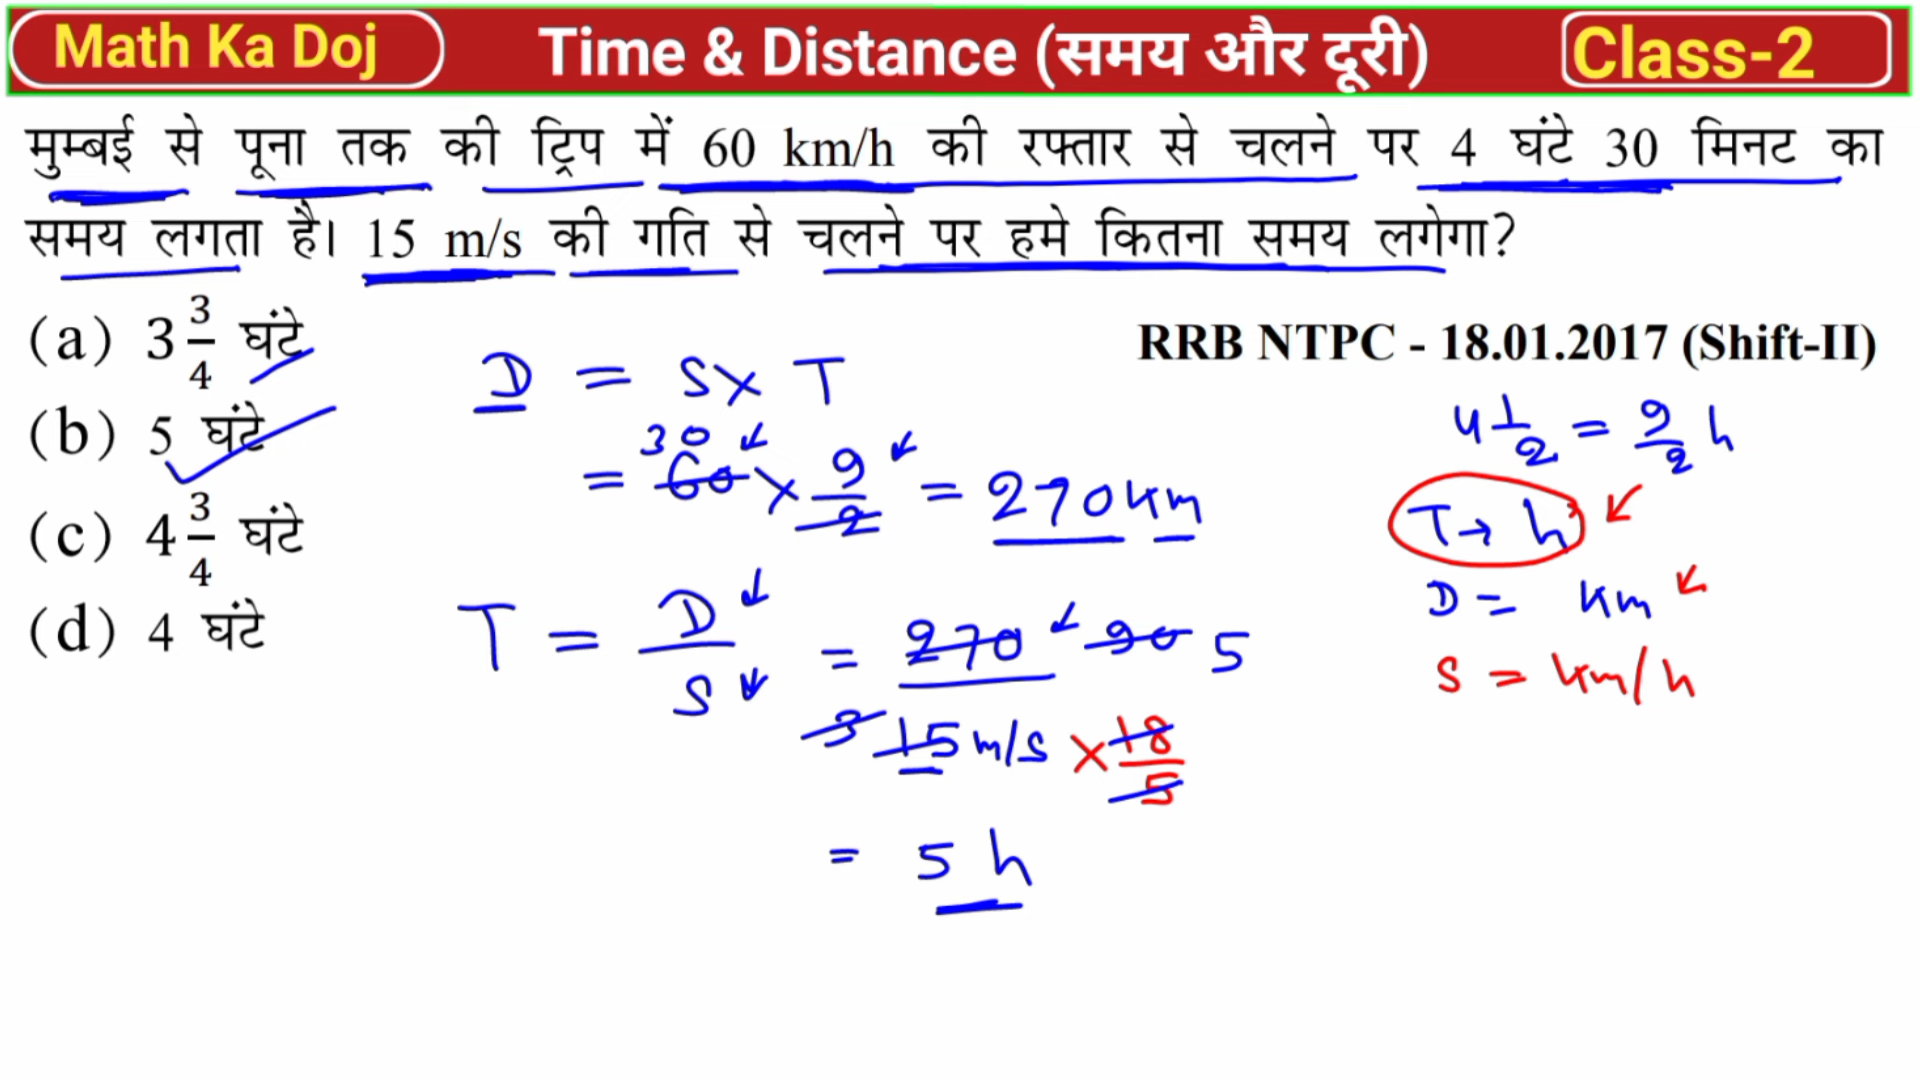 Math Ka Doj Time & Distance (समय और दूरी) Class-2
मुम्बई से पूना तक की ट्रिप में 60 km/h की रफ्तार से चलने पर 4 घंटे 30 मिनट का
समय लगता है। 15 m/s की गति से चलने पर हमे कितना समय लगेगा?
(a) 3 3/4 घंटे
(b) 5 घंटे
(c) 4 3/4 घंटे
(d) 4 घंटे
RRB NTPC - 18.01.2017 (Shift-II)
D = S × T
30
= 60 × 9/2 = 270 km
T = D/S = 270 90 5
3 15 m/s × 18/5
= 5 h
4 1/2 = 9/2 h
T → h
D = km
S = km/h